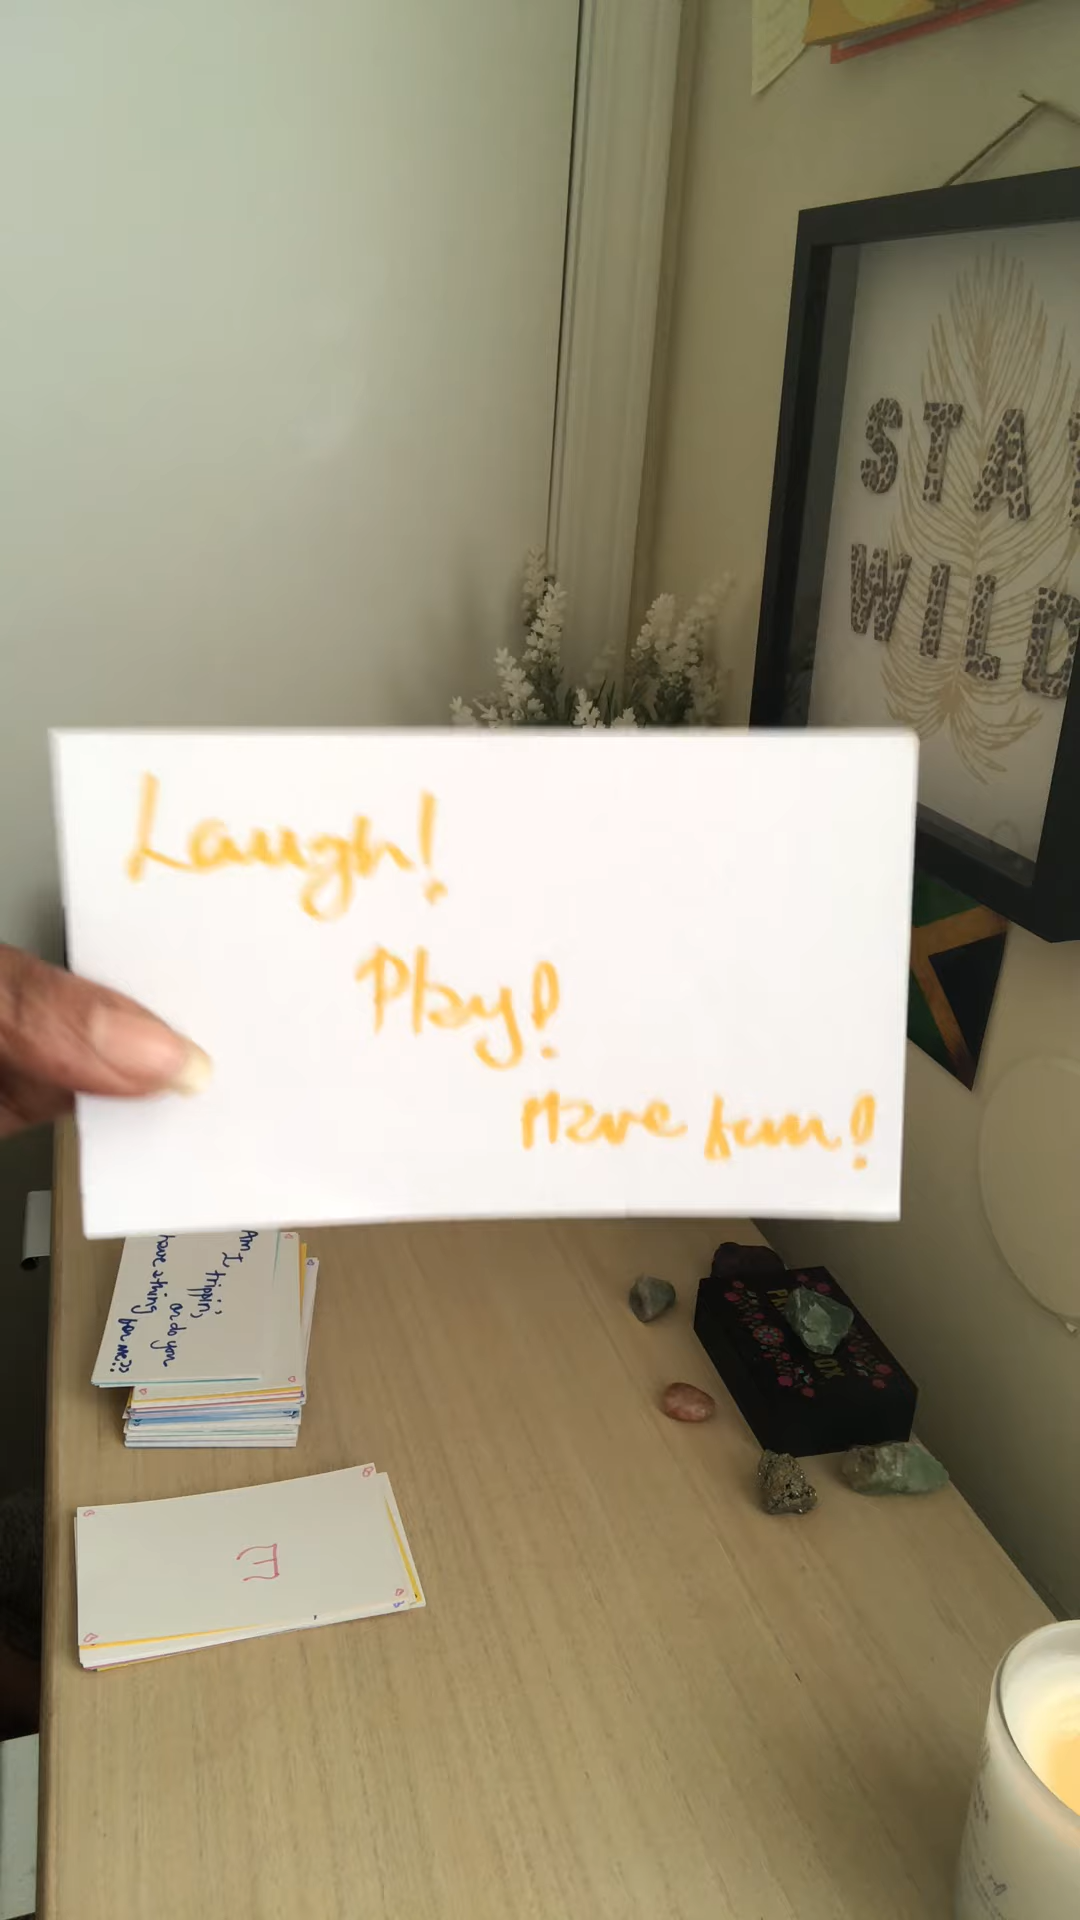 STAY
WILD
Laugh!
Play!
Have fun!
Am I trippin',
or do you
have s thing for me??
E